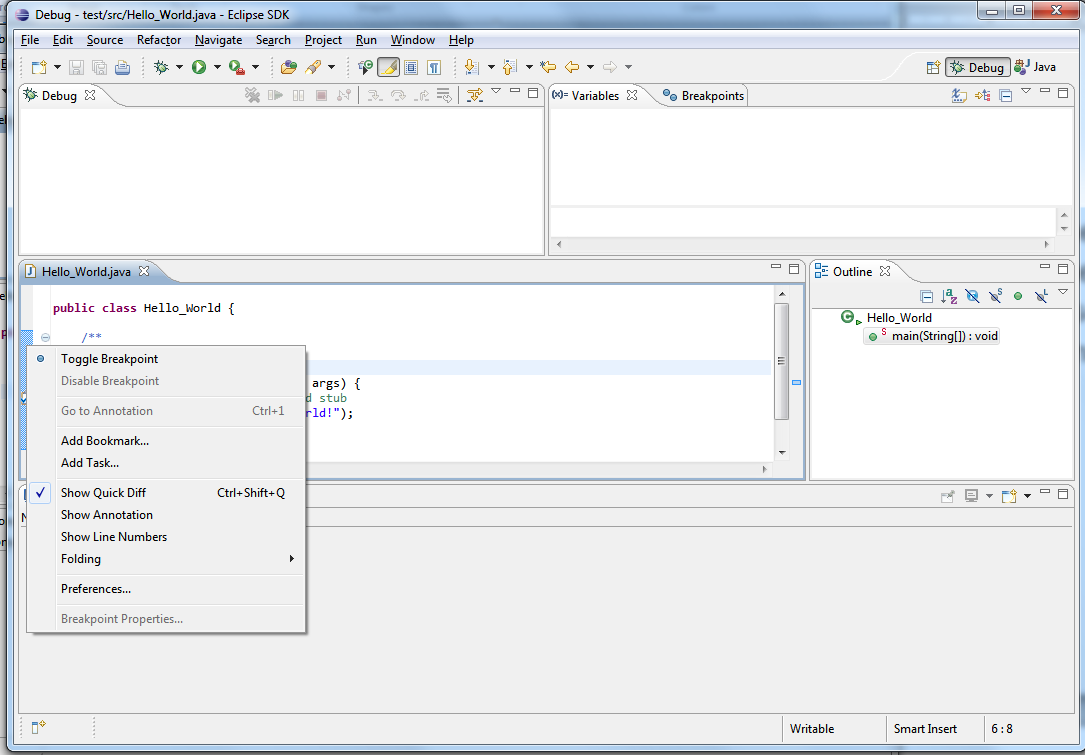 Debug - test/src/Hello_World.java - Eclipse SDK
File Edit Source Refactor Navigate Search Project Run Window Help
Debug Java
Debug
(x)= Variables Breakpoints
Hello_World.java
Outline
public class Hello_World {
/**
Hello_World
main(String[]) : void
Toggle Breakpoint
Disable Breakpoint
args) {
d stub
Go to Annotation Ctrl+1
rld!");
Add Bookmark...
Add Task...
Show Quick Diff Ctrl+Shift+Q
Show Annotation
Show Line Numbers
Folding
Preferences...
Breakpoint Properties...
Writable Smart Insert 6 : 8